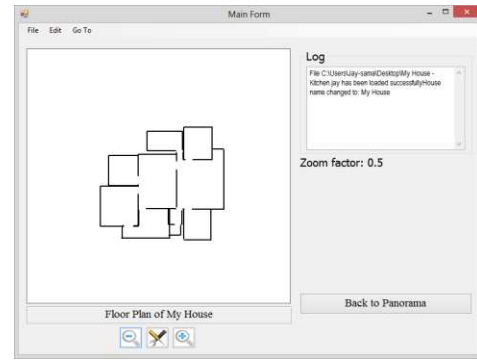 Main Form
File Edit Go To
Log
File C:\Users\Jay-sama\Desktop\My House -
Kitchen.jay has been loaded successfullyHouse
name changed to: My House
Zoom factor: 0.5
Back to Panorama
Floor Plan of My House